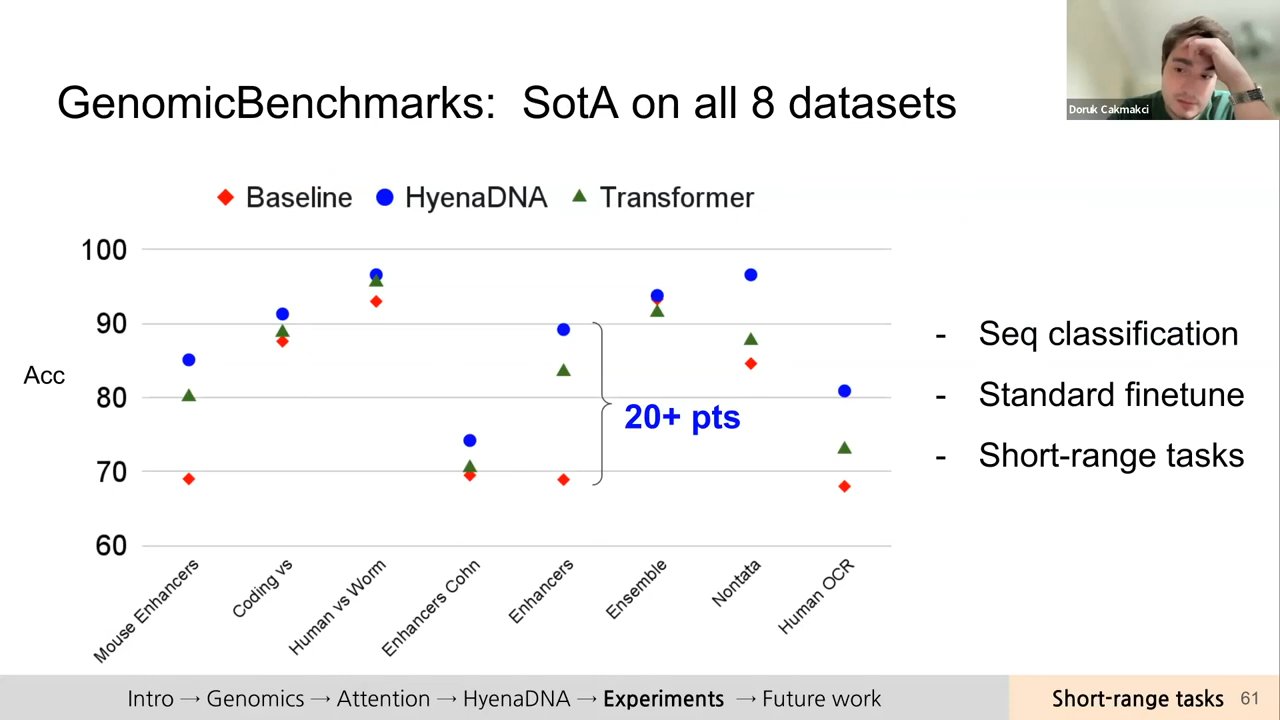 Doruk Cakmakci
GenomicBenchmarks: SotA on all 8 datasets
Baseline HyenaDNA Transformer
100
90
80
70
60
Acc
20+ pts
Mouse Enhancers
Coding vs
Human vs Worm
Enhancers Cohn
Enhancers
Ensemble
Nontata
Human OCR
- Seq classification
- Standard finetune
- Short-range tasks
Intro → Genomics → Attention → HyenaDNA → Experiments → Future work
Short-range tasks 61